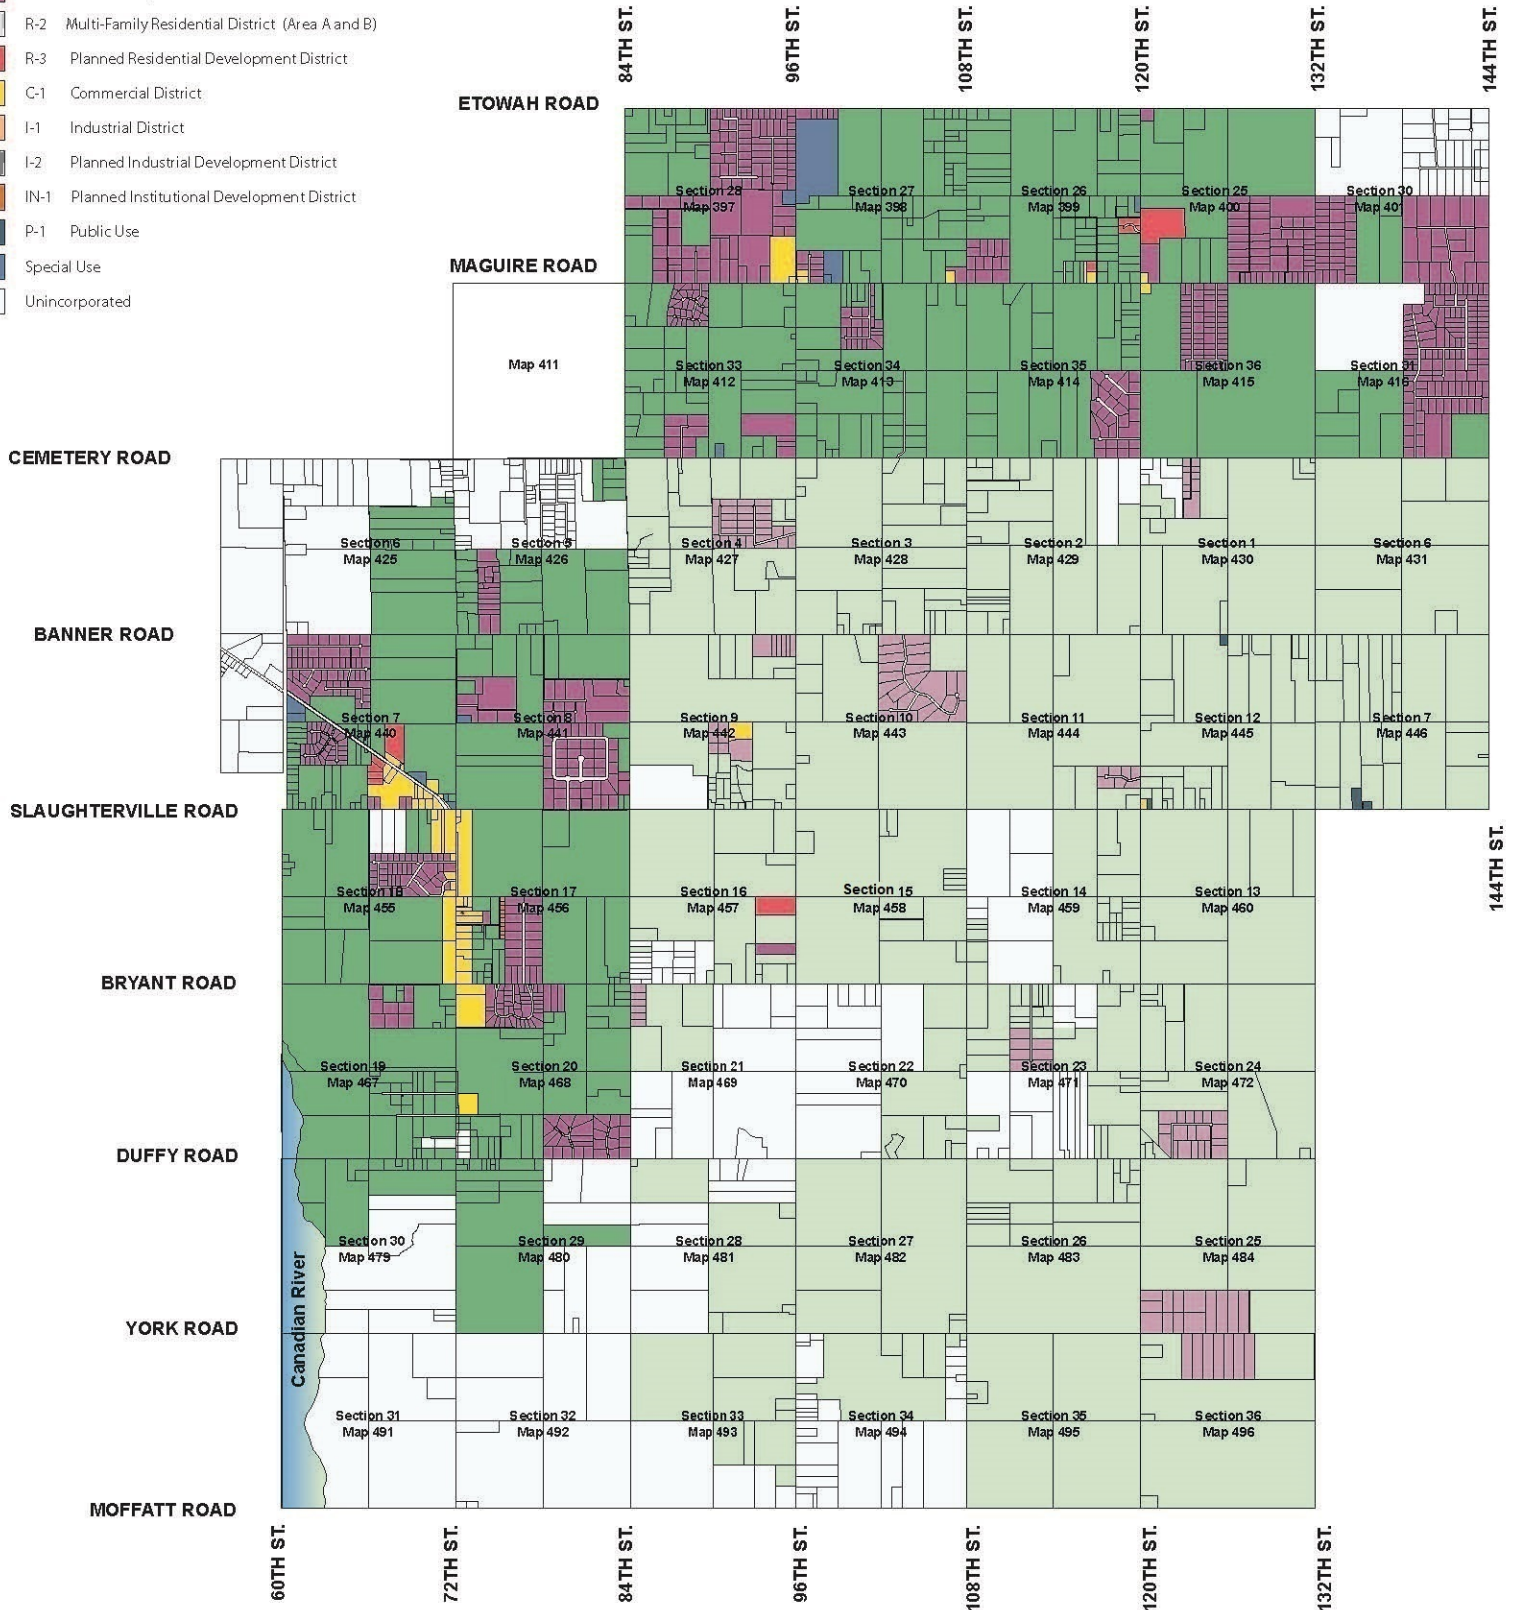 R-2 Multi-Family Residential District (Area A and B)
R-3 Planned Residential Development District
C-1 Commercial District
I-1 Industrial District
I-2 Planned Industrial Development District
IN-1 Planned Institutional Development District
P-1 Public Use
Special Use
Unincorporated
84TH ST.
96TH ST.
108TH ST.
120TH ST.
132TH ST.
144TH ST.
ETOWAH ROAD
Section 28
Map 397
Section 27
Map 398
Section 26
Map 399
Section 25
Map 400
Section 30
Map 401
MAGUIRE ROAD
Map 411
Section 33
Map 412
Section 34
Map 413
Section 35
Map 414
Section 36
Map 415
Section 31
Map 416
CEMETERY ROAD
Section 6
Map 425
Section 5
Map 426
Section 4
Map 427
Section 3
Map 428
Section 2
Map 429
Section 1
Map 430
Section 6
Map 431
BANNER ROAD
Section 7
Map 440
Section 8
Map 441
Section 9
Map 442
Section 10
Map 443
Section 11
Map 444
Section 12
Map 445
Section 7
Map 446
SLAUGHTERVILLE ROAD
144TH ST.
Section 18
Map 455
Section 17
Map 456
Section 16
Map 457
Section 15
Map 458
Section 14
Map 459
Section 13
Map 460
BRYANT ROAD
Section 19
Map 467
Section 20
Map 468
Section 21
Map 469
Section 22
Map 470
Section 23
Map 471
Section 24
Map 472
DUFFY ROAD
Section 30
Map 479
Section 29
Map 480
Section 28
Map 481
Section 27
Map 482
Section 26
Map 483
Section 25
Map 484
Canadian River
YORK ROAD
Section 31
Map 491
Section 32
Map 492
Section 33
Map 493
Section 34
Map 494
Section 35
Map 495
Section 36
Map 496
MOFFATT ROAD
60TH ST.
72TH ST.
84TH ST.
96TH ST.
108TH ST.
120TH ST.
132TH ST.